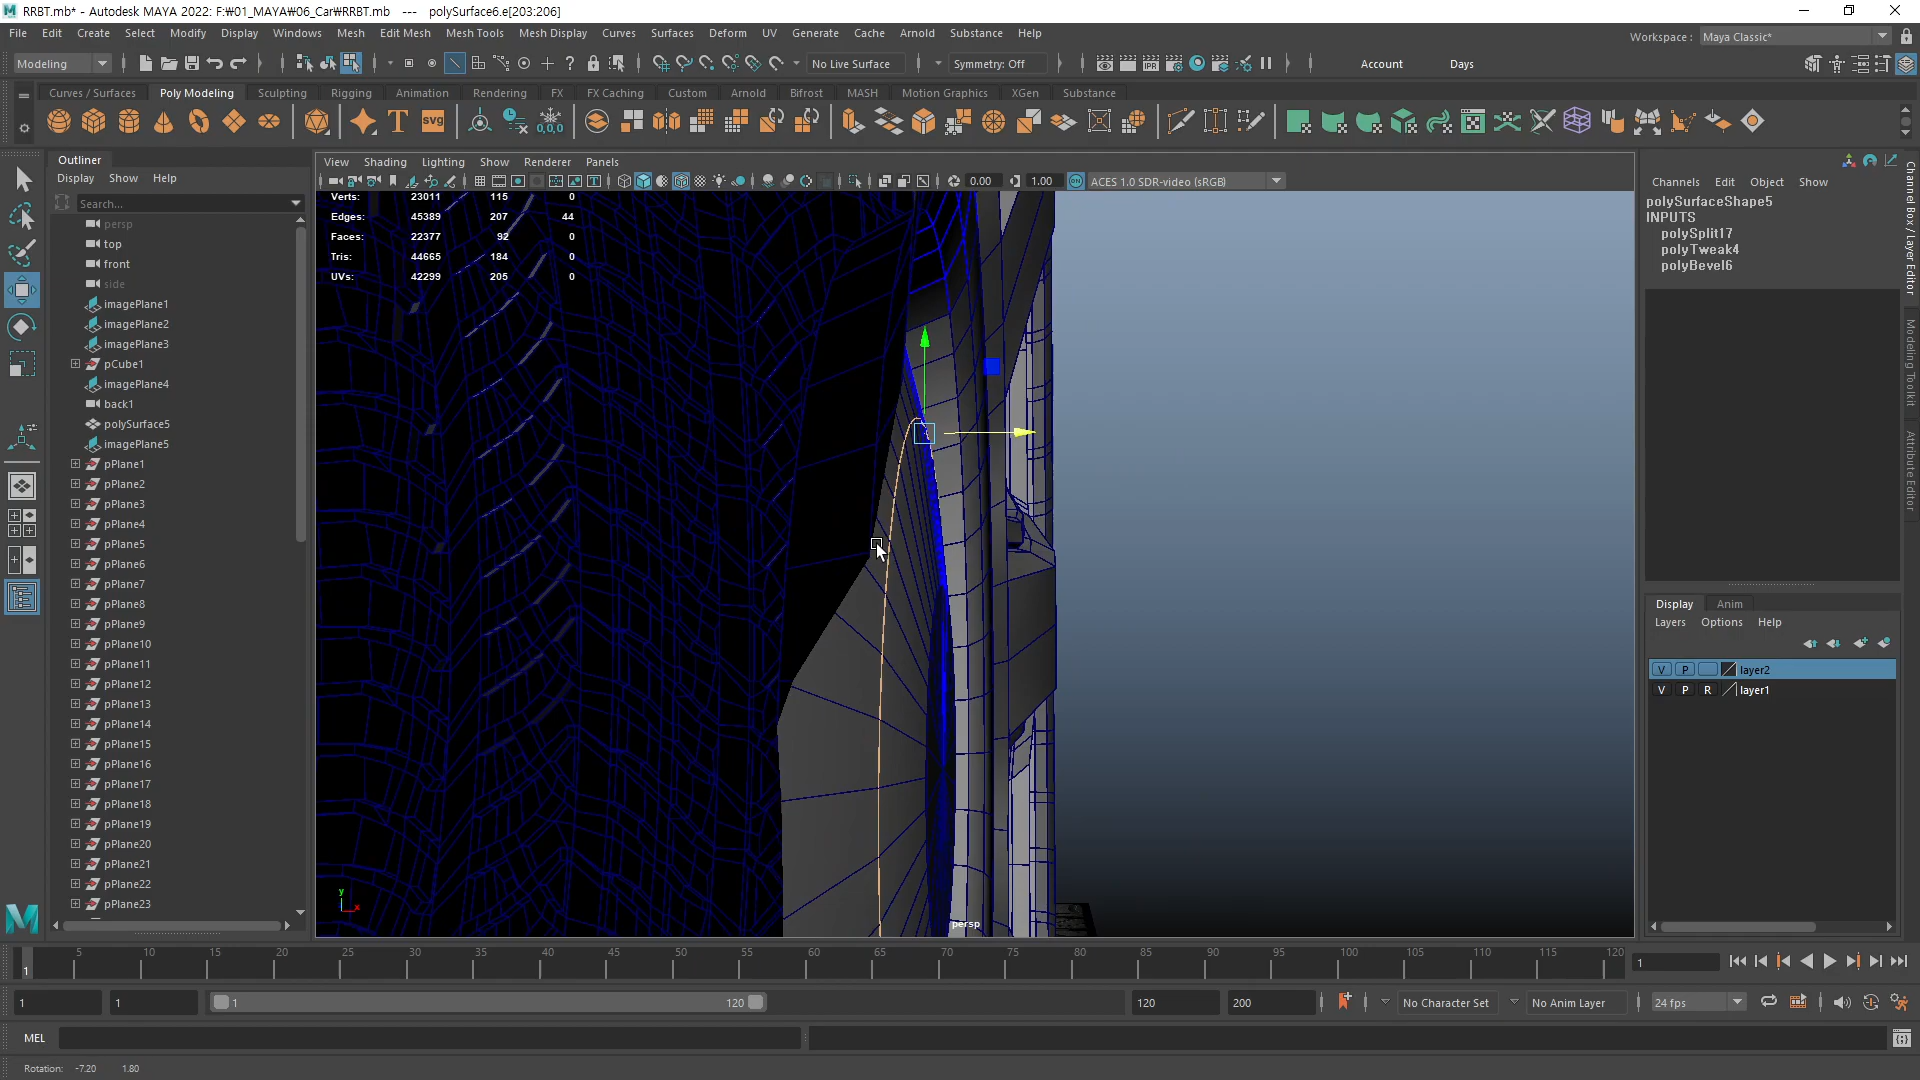 RRBT.mb* - Autodesk MAYA 2022: F:₩01_MAYA₩06_Car₩RRBT.mb --- polySurface6.e[203:206]
File Edit Create Select Modify Display Windows Mesh Edit Mesh Mesh Tools Mesh Display Curves Surfaces Deform UV Generate Cache Arnold Substance Help
Workspace : Maya Classic*
Modeling No Live Surface Symmetry: Off Account Days
Curves / Surfaces Poly Modeling Sculpting Rigging Animation Rendering FX FX Caching Custom Arnold Bifrost MASH Motion Graphics XGen Substance
Outliner
Display Show Help
Search...
persp
top
front
side
imagePlane1
imagePlane2
imagePlane3
pCube1
imagePlane4
back1
polySurface5
imagePlane5
pPlane1
pPlane2
pPlane3
pPlane4
pPlane5
pPlane6
pPlane7
pPlane8
pPlane9
pPlane10
pPlane11
pPlane12
pPlane13
pPlane14
pPlane15
pPlane16
pPlane17
pPlane18
pPlane19
pPlane20
pPlane21
pPlane22
pPlane23
View Shading Lighting Show Renderer Panels
0.00 1.00 ACES 1.0 SDR-video (sRGB)
Verts: 23011 115 0
Edges: 45389 207 44
Faces: 22377 92 0
Tris: 44665 184 0
UVs: 42299 205 0
y
x
persp
Channels Edit Object Show
polySurfaceShape5
INPUTS
polySplit17
polyTweak4
polyBevel6
Channel Box / Layer Editor
Modeling Toolkit
Attribute Editor
Display Anim
Layers Options Help
V P layer2
V P R layer1
5 10 15 20 25 30 35 40 45 50 55 60 65 70 75 80 85 90 95 100 105 110 115 120
1
1
1 1 1 120 120 200 No Character Set No Anim Layer 24 fps
MEL
Rotation: -7.20 1.80